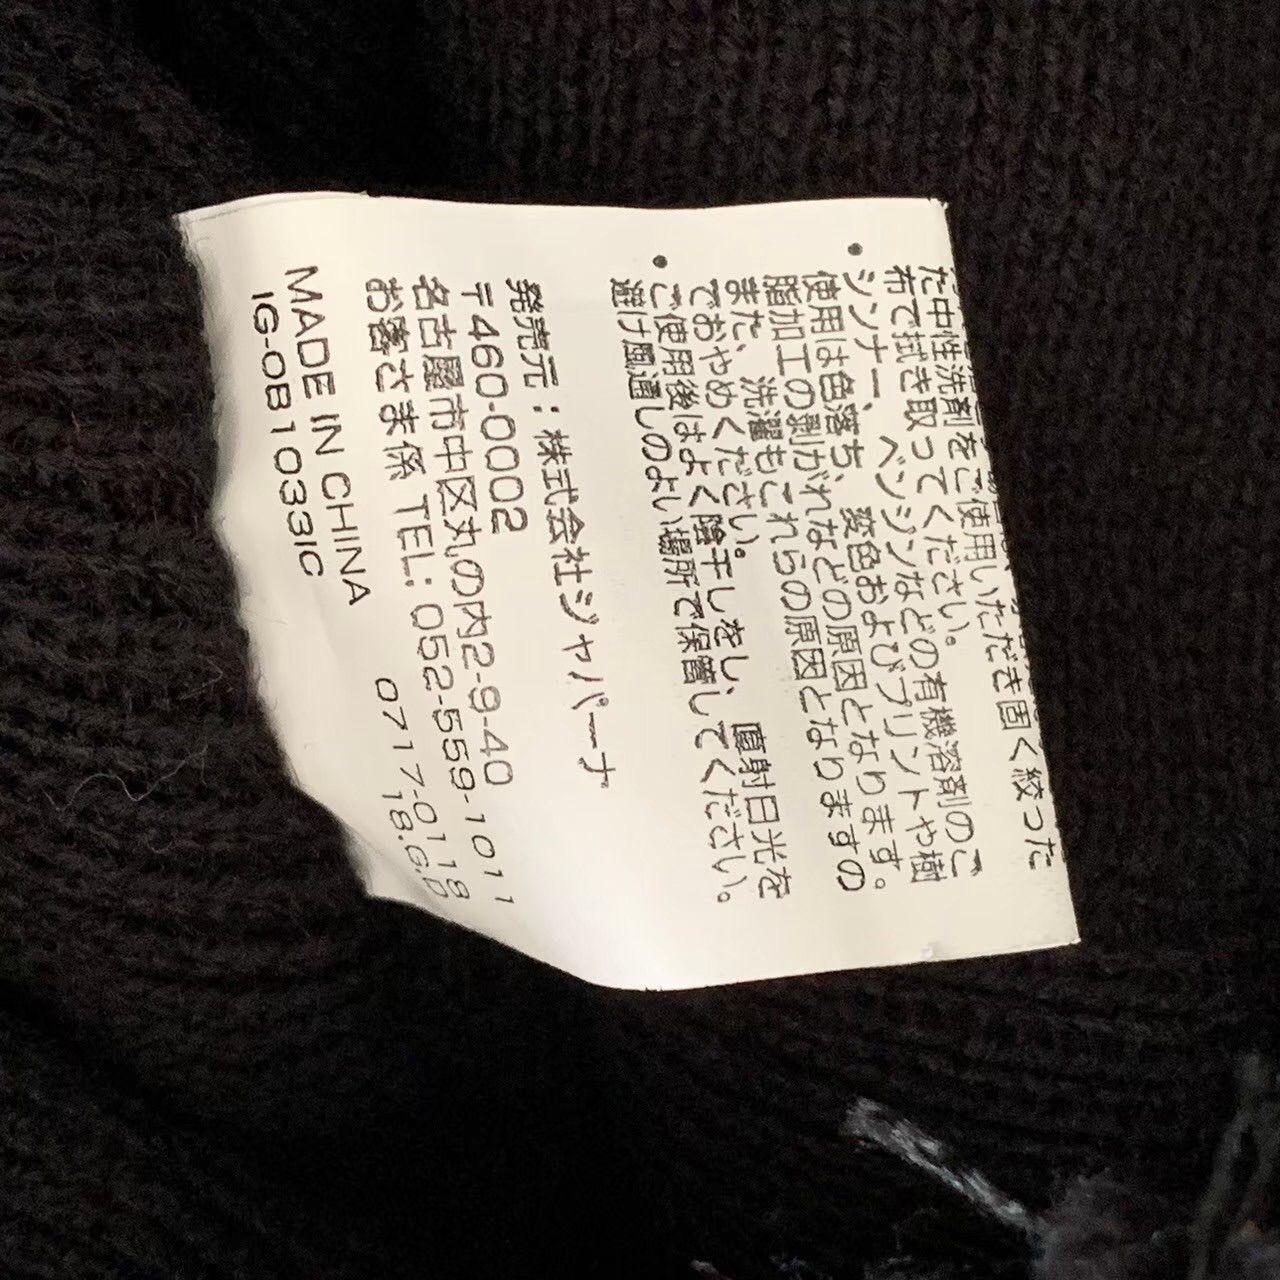 た中性洗剤をご使用いただき固く絞った
布で拭き取ってください。
・シンナー、ベンジンなどの有機溶剤のご
使用は色落ち、変色およびプリントや樹
脂加工の剥がれなどの原因となります。
また、洗濯もこれらの原因となりますの
でおやめください。
・ご使用後はよく陰干しをし、直射日光を
避け風通しのよい場所で保管してください。
発売元：株式会社ジャパーナ
〒460-0002
名古屋市中区丸の内2-9-40
お客さま係 TEL: 052-559-1011
0717-0118
MADE IN CHINA 18.G.D
IG-0B1033IC